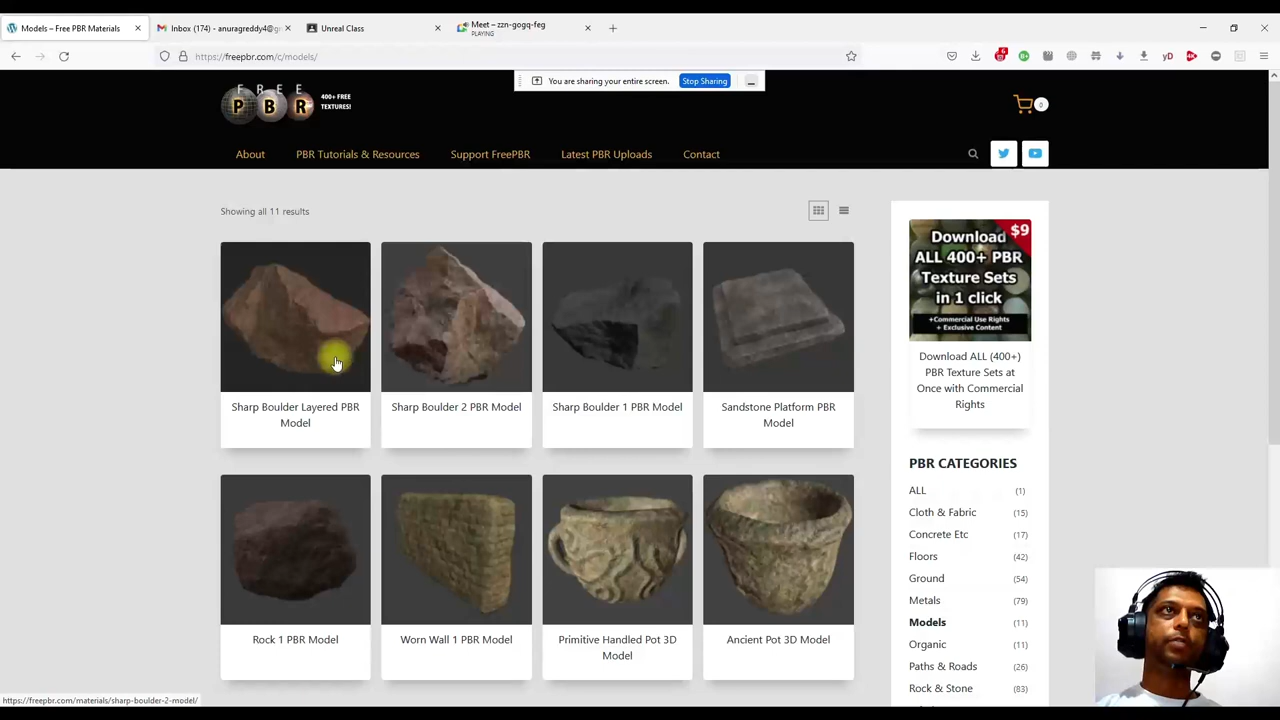 Models – Free PBR Materials
Inbox (174) - anuragreddy4@g
Unreal Class
Meet – zzn-gogq-feg
PLAYING
https://freepbr.com/c/models/
6
yD
You are sharing your entire screen.
Stop Sharing
FREE
PBR
400+ FREE
TEXTURES!
0
About
PBR Tutorials & Resources
Support FreePBR
Latest PBR Uploads
Contact
Showing all 11 results
Sharp Boulder Layered PBR
Model
Sharp Boulder 2 PBR Model
Sharp Boulder 1 PBR Model
Sandstone Platform PBR
Model
Rock 1 PBR Model
Worn Wall 1 PBR Model
Primitive Handled Pot 3D
Model
Ancient Pot 3D Model
$9
Download
ALL 400+ PBR
Texture Sets
in 1 click
+Commercial Use Rights
+ Exclusive Content
Download ALL (400+)
PBR Texture Sets at
Once with Commercial
Rights
PBR CATEGORIES
ALL (1)
Cloth & Fabric (15)
Concrete Etc (17)
Floors (42)
Ground (54)
Metals (79)
Models (11)
Organic (11)
Paths & Roads (26)
Rock & Stone (83)
https://freepbr.com/materials/sharp-boulder-2-model/